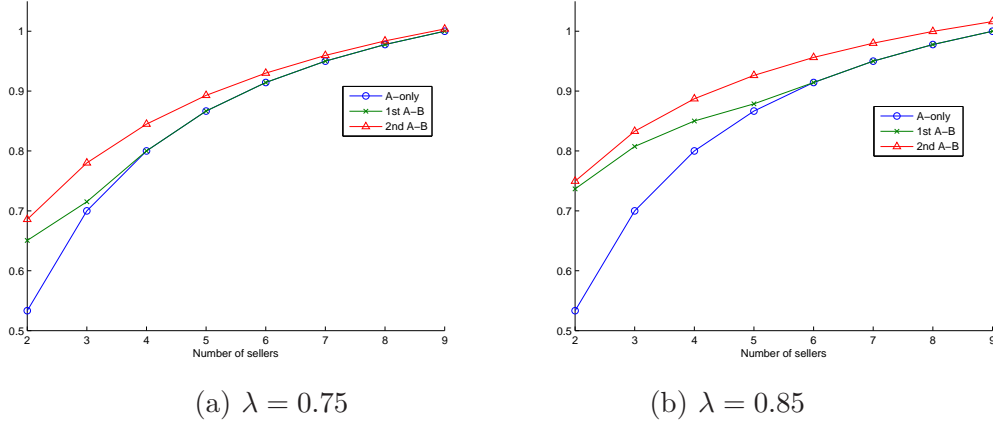 1
0.9
0.8
0.7
0.6
0.5
2 3 4 5 6 7 8 9
Number of sellers
A−only
1st A−B
2nd A−B
(a) λ = 0.75
1
0.9
0.8
0.7
0.6
0.5
2 3 4 5 6 7 8 9
Number of sellers
A−only
1st A−B
2nd A−B
(b) λ = 0.85